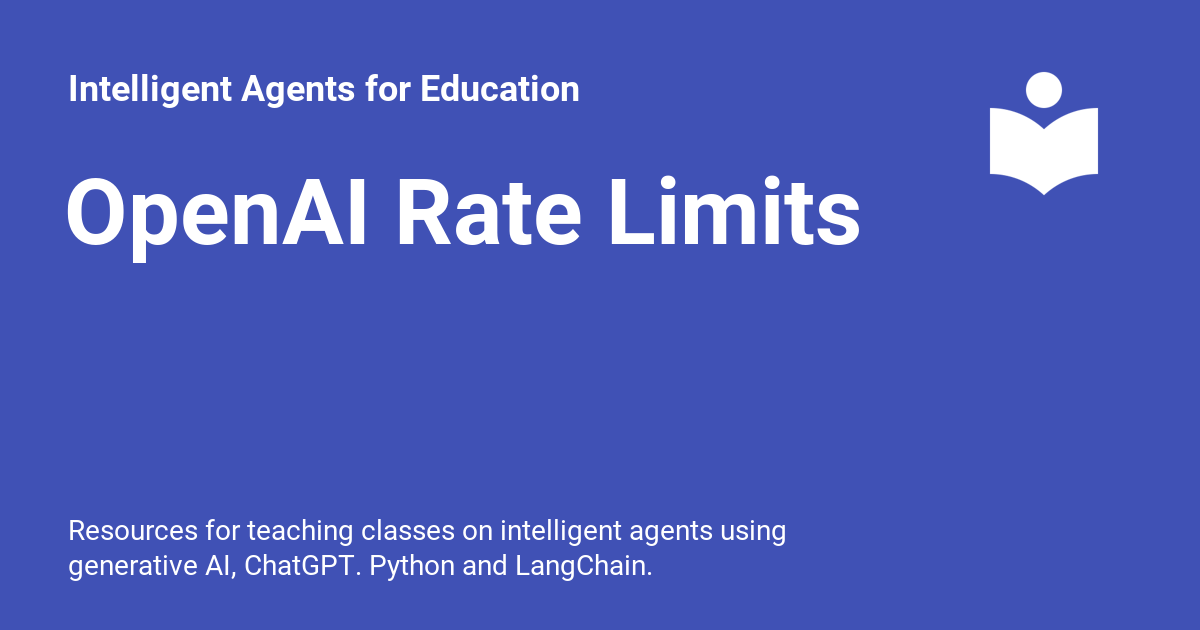 Intelligent Agents for Education
OpenAI Rate Limits
Resources for teaching classes on intelligent agents using
generative AI, ChatGPT. Python and LangChain.